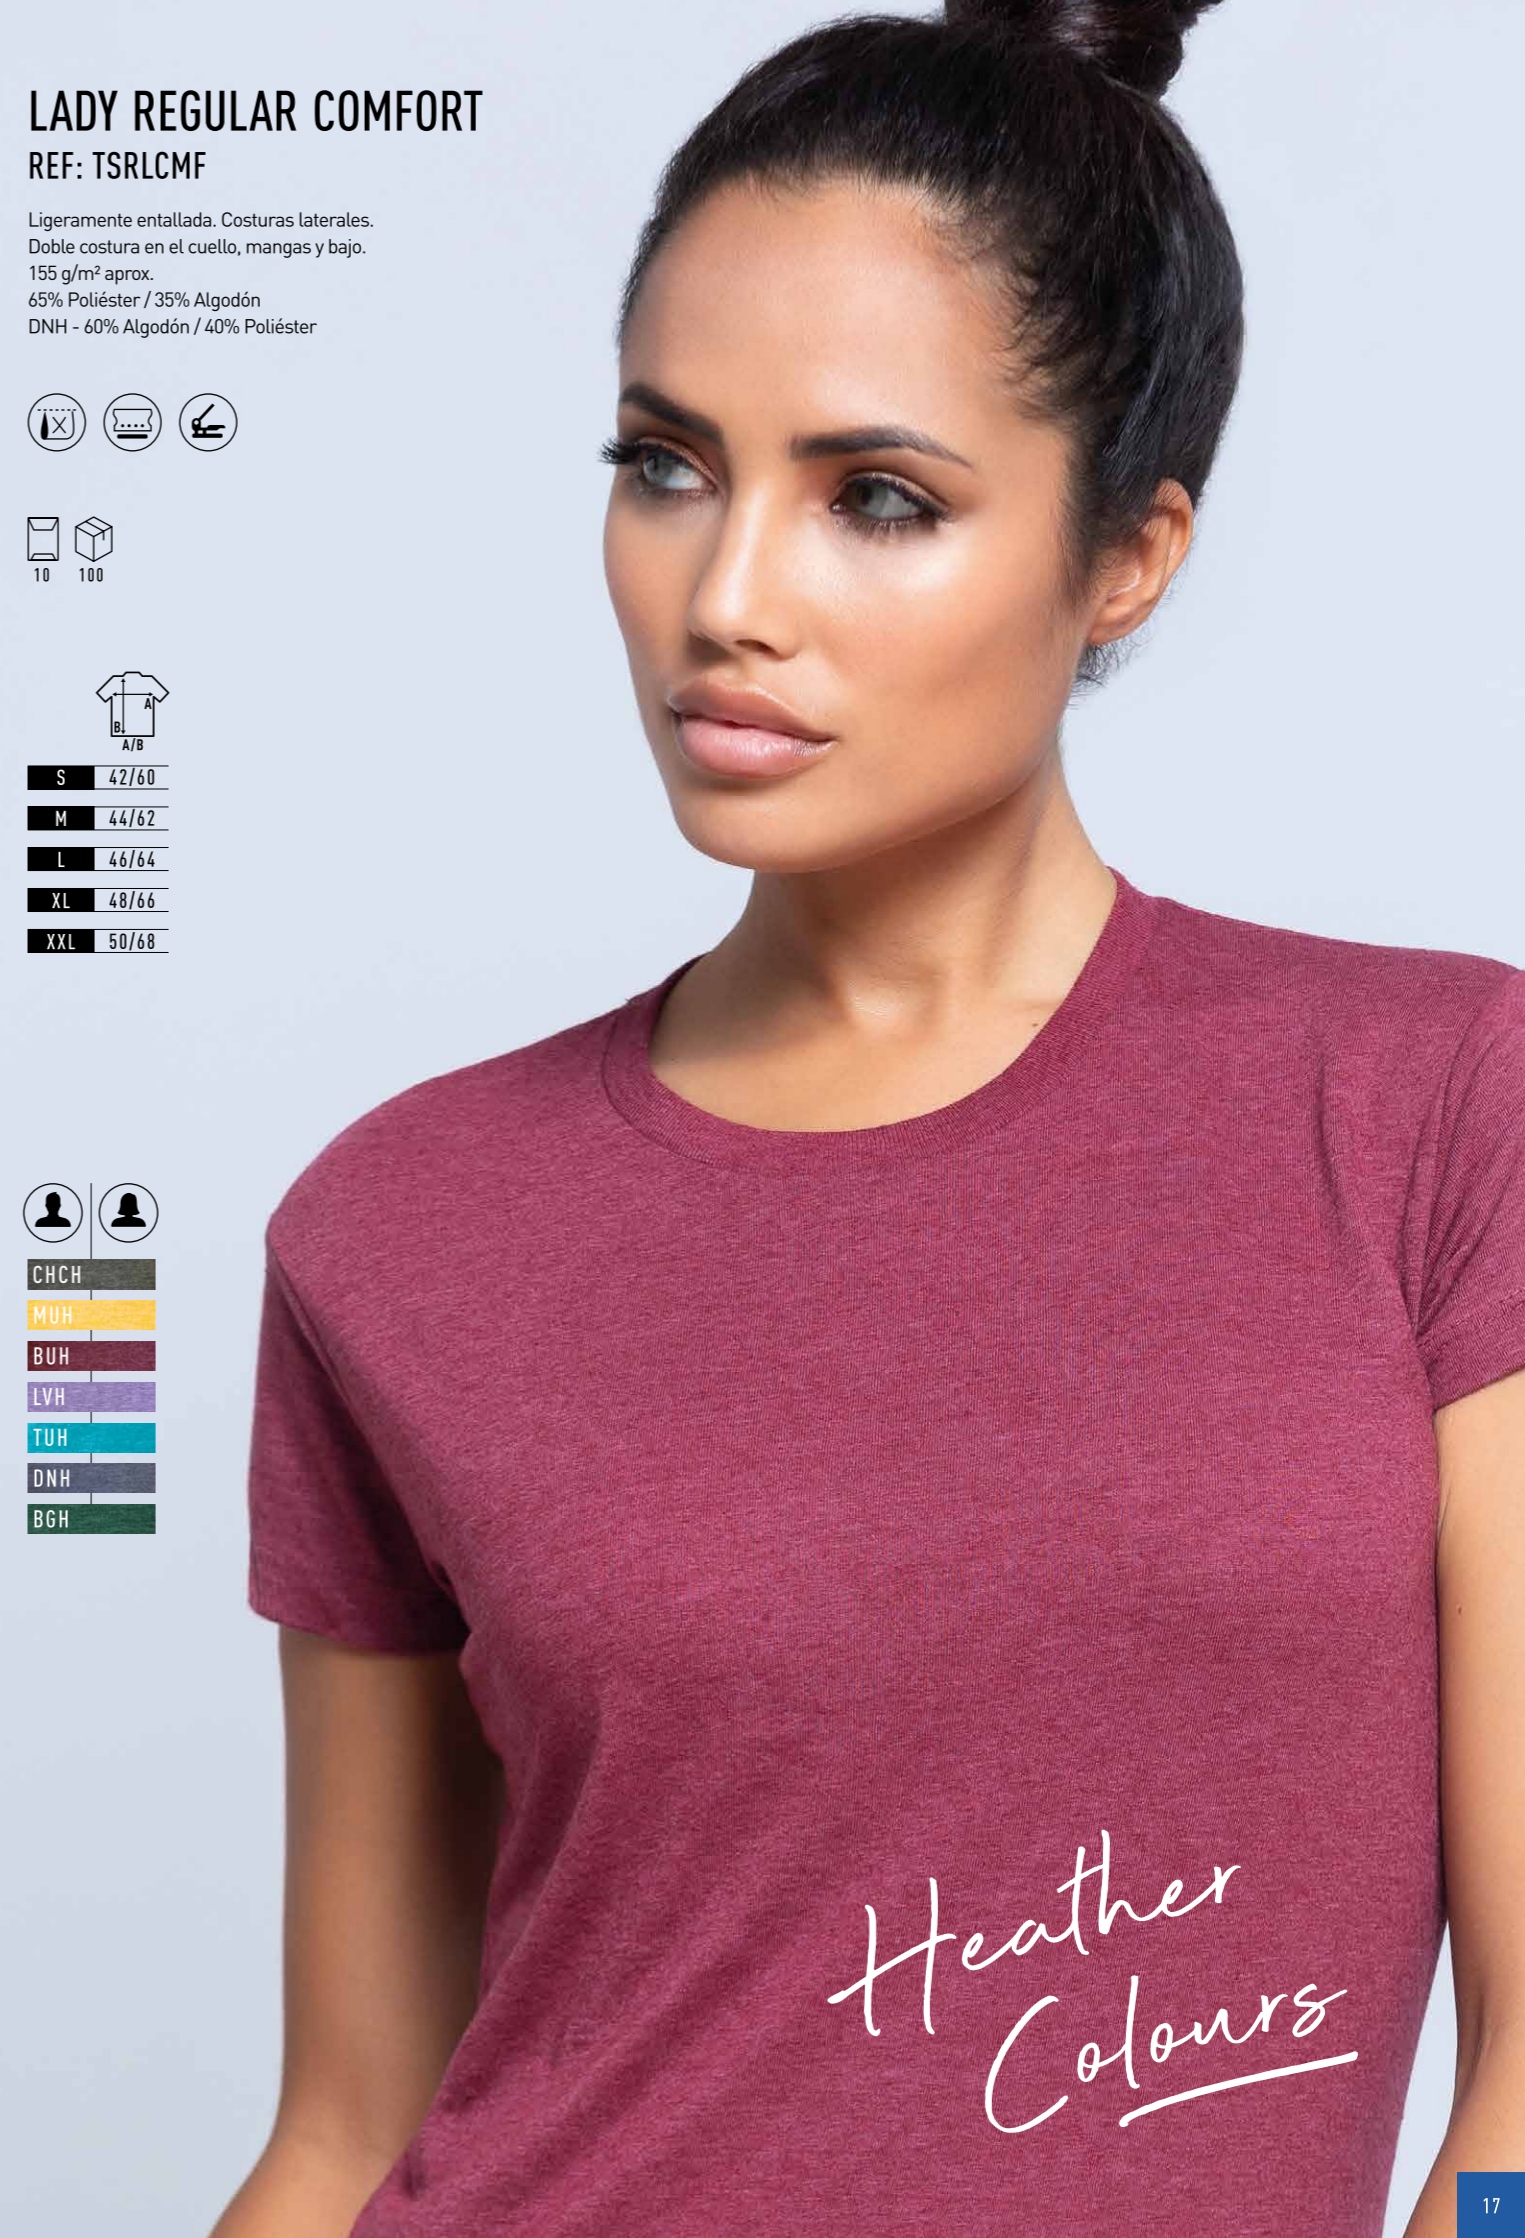 LADY REGULAR COMFORT
REF: TSRLCMF
Ligeramente entallada. Costuras laterales.
Doble costura en el cuello, mangas y bajo.
155 g/m² aprox.
65% Poliéster / 35% Algodón
DNH - 60% Algodón / 40% Poliéster
10 100
A
B
A/B
S 42/60
M 44/62
L 46/64
XL 48/66
XXL 50/68
CHCH
MUH
BUH
LVH
TUH
DNH
BGH
Heather
Colours
17